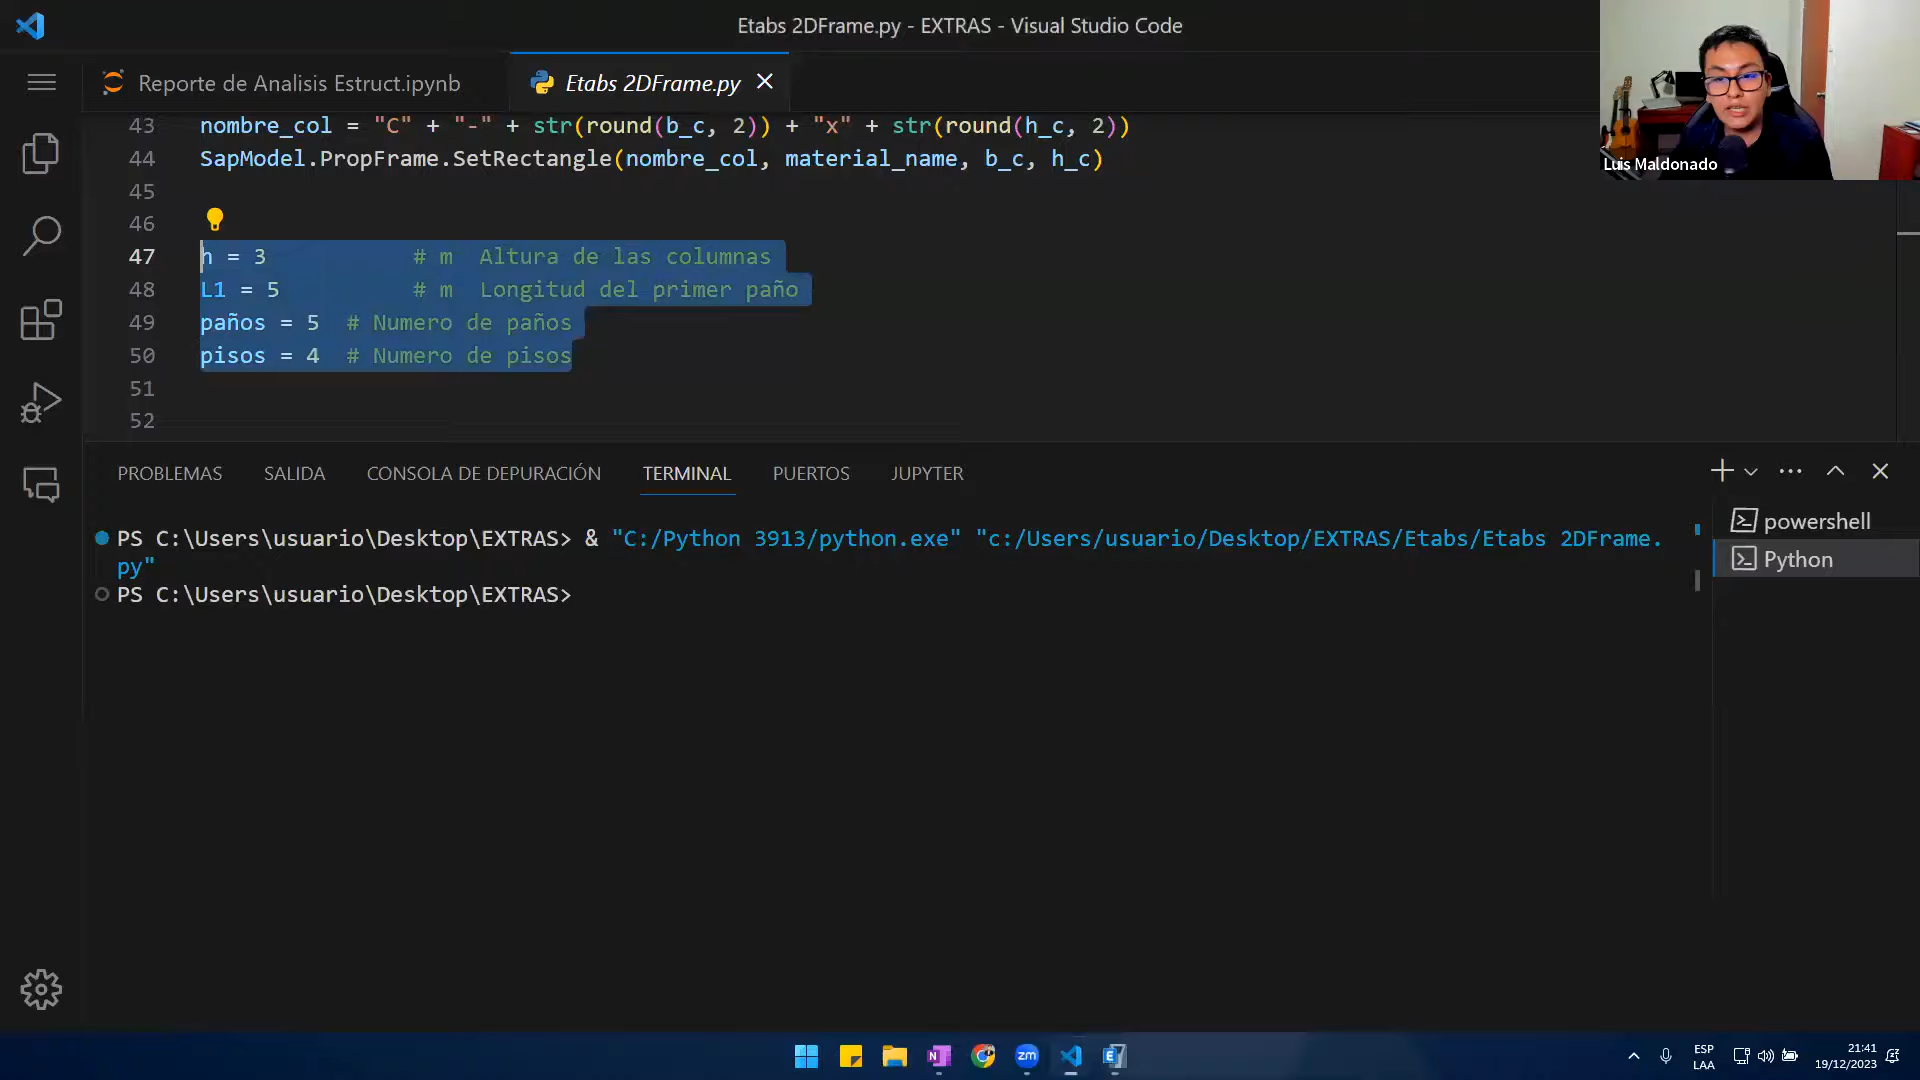 Etabs 2DFrame.py - EXTRAS - Visual Studio Code
Reporte de Analisis Estruct.ipynb
Etabs 2DFrame.py
Luis Maldonado
43 nombre_col = "C" + "-" + str(round(b_c, 2)) + "x" + str(round(h_c, 2))
44 SapModel.PropFrame.SetRectangle(nombre_col, material_name, b_c, h_c)
45
46
47 h = 3 # m Altura de las columnas
48 L1 = 5 # m Longitud del primer paño
49 paños = 5 # Numero de paños
50 pisos = 4 # Numero de pisos
51
52
PROBLEMAS SALIDA CONSOLA DE DEPURACIÓN TERMINAL PUERTOS JUPYTER
PS C:\Users\usuario\Desktop\EXTRAS> & "C:/Python 3913/python.exe" "c:/Users/usuario/Desktop/EXTRAS/Etabs/Etabs 2DFrame.
py"
PS C:\Users\usuario\Desktop\EXTRAS>
powershell
Python
ESP
LAA
21:41
19/12/2023